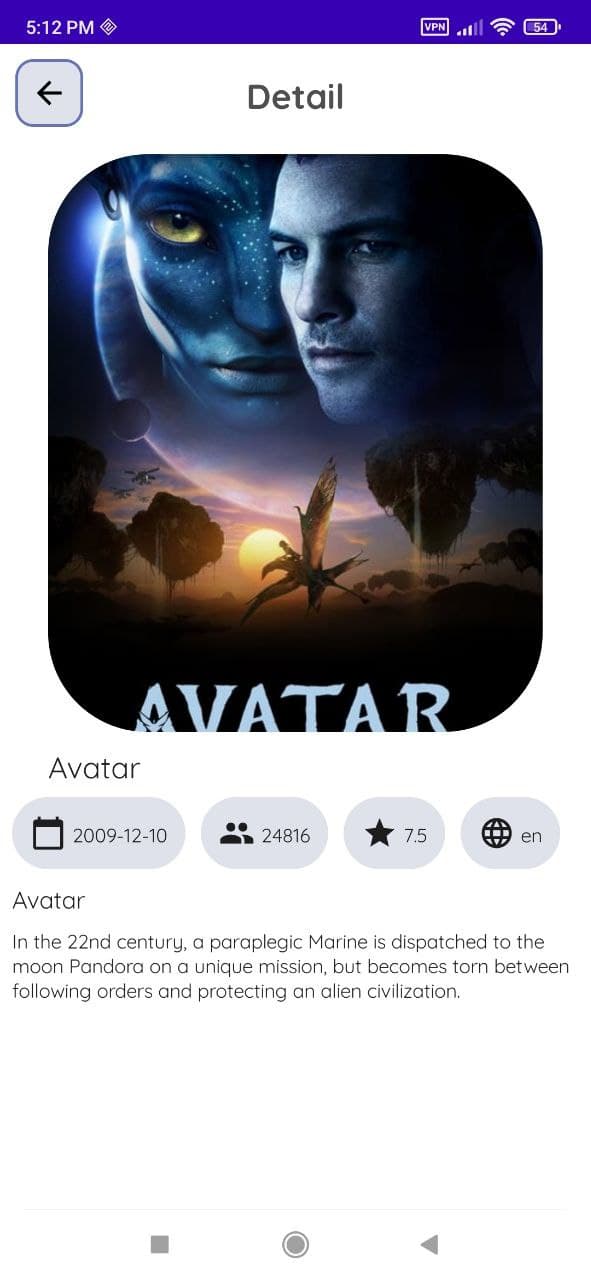 5:12 PM
VPN
54
Detail
AVATAR
Avatar
2009-12-10
24816
7.5
en
Avatar
In the 22nd century, a paraplegic Marine is dispatched to the
moon Pandora on a unique mission, but becomes torn between
following orders and protecting an alien civilization.